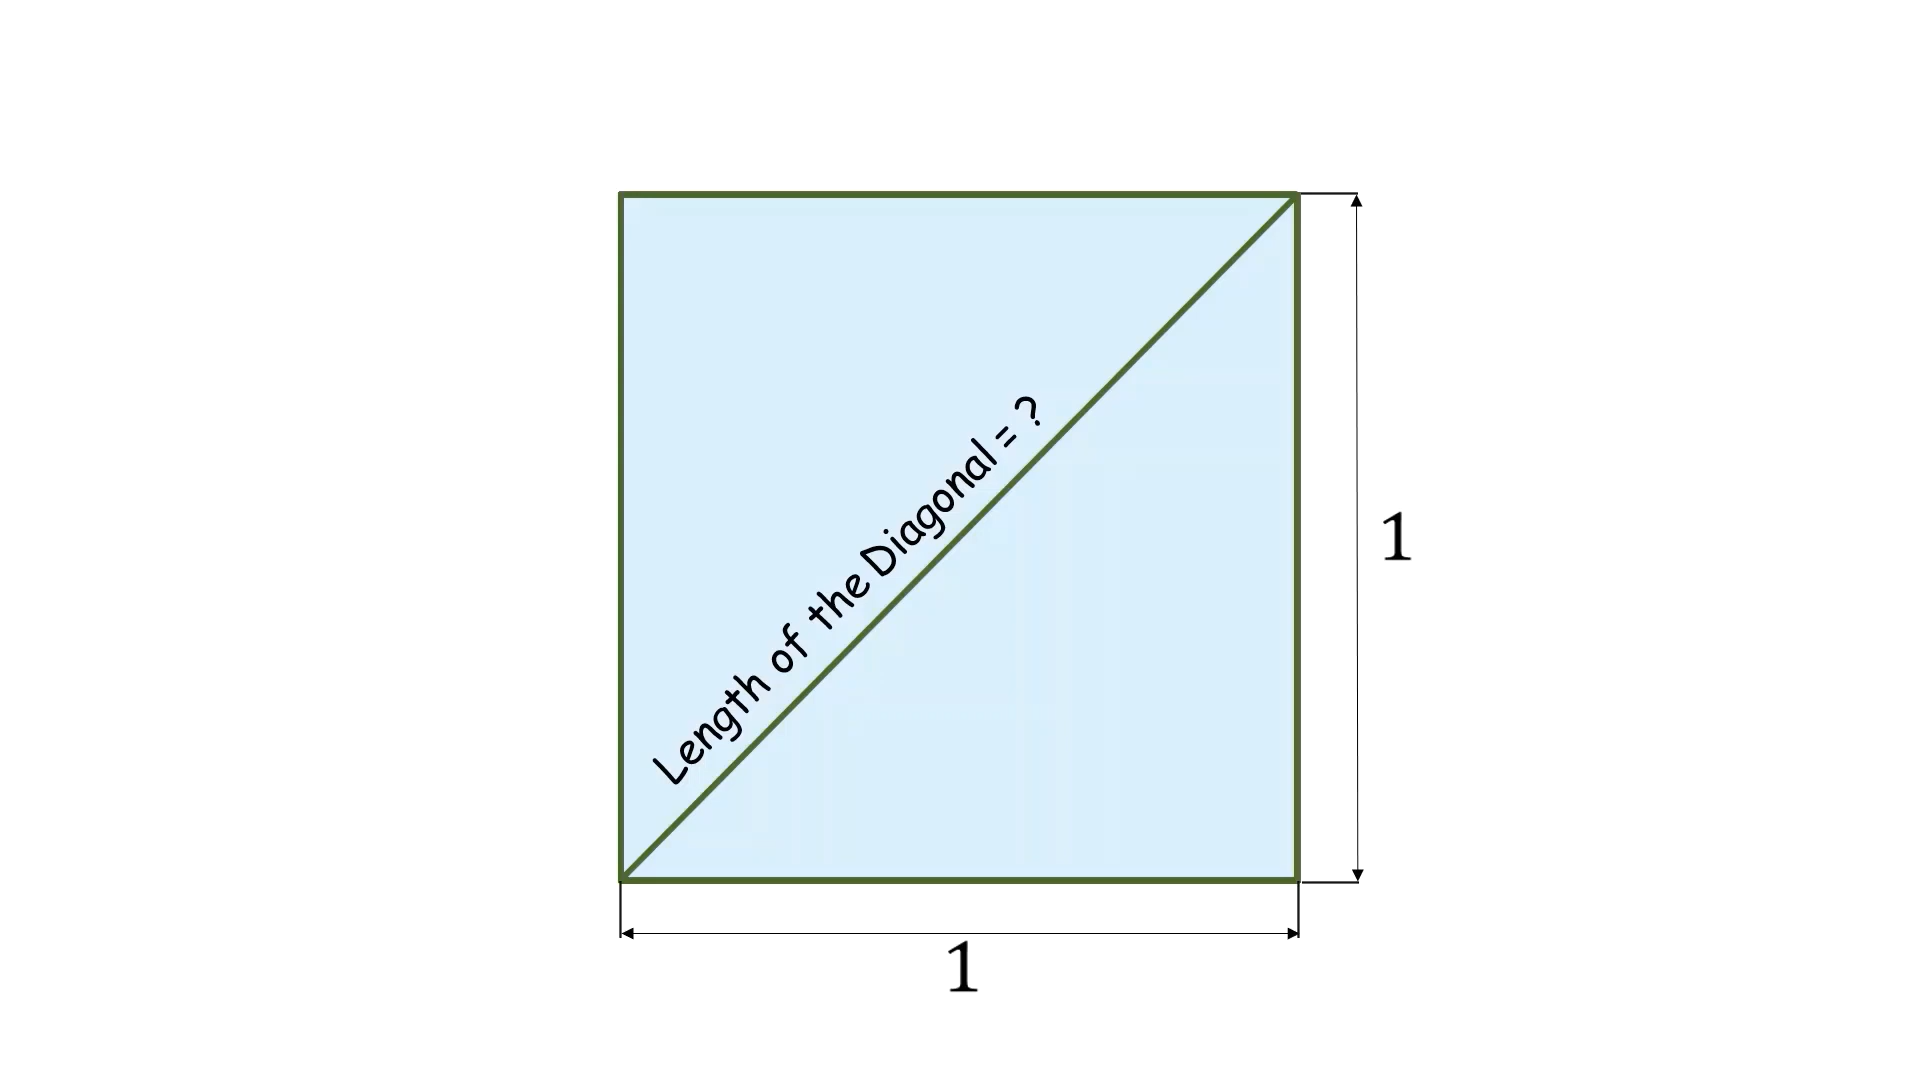 Length of the Diagonal = ?
1
1